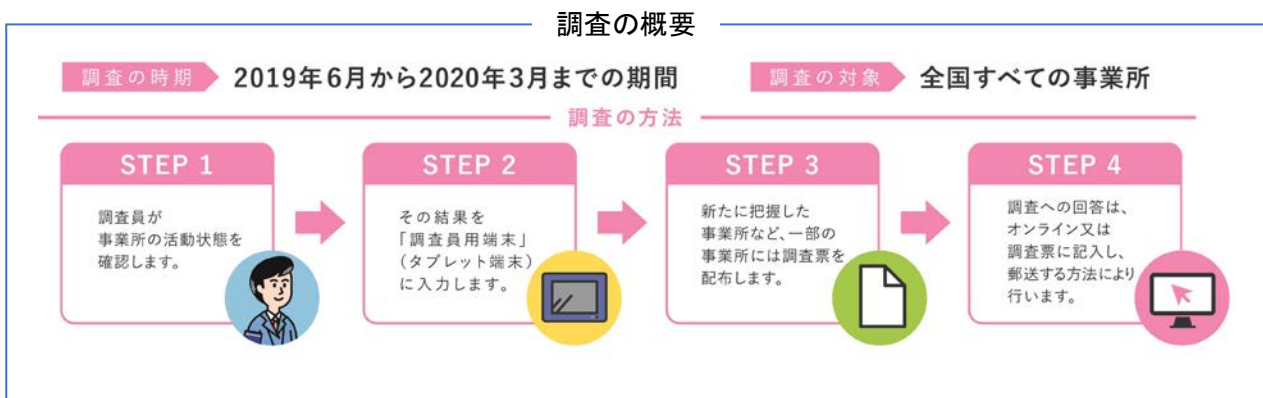 調査の概要
調査の時期 2019年6月から2020年3月までの期間 調査の対象 全国すべての事業所
調査の方法
STEP 1
調査員が
事業所の活動状態を
確認します。
STEP 2
その結果を
「調査員用端末」
(タブレット端末)
に入力します。
STEP 3
新たに把握した
事業所など、一部の
事業所には調査票を
配布します。
STEP 4
調査への回答は、
オンライン又は
調査票に記入し、
郵送する方法により
行います。